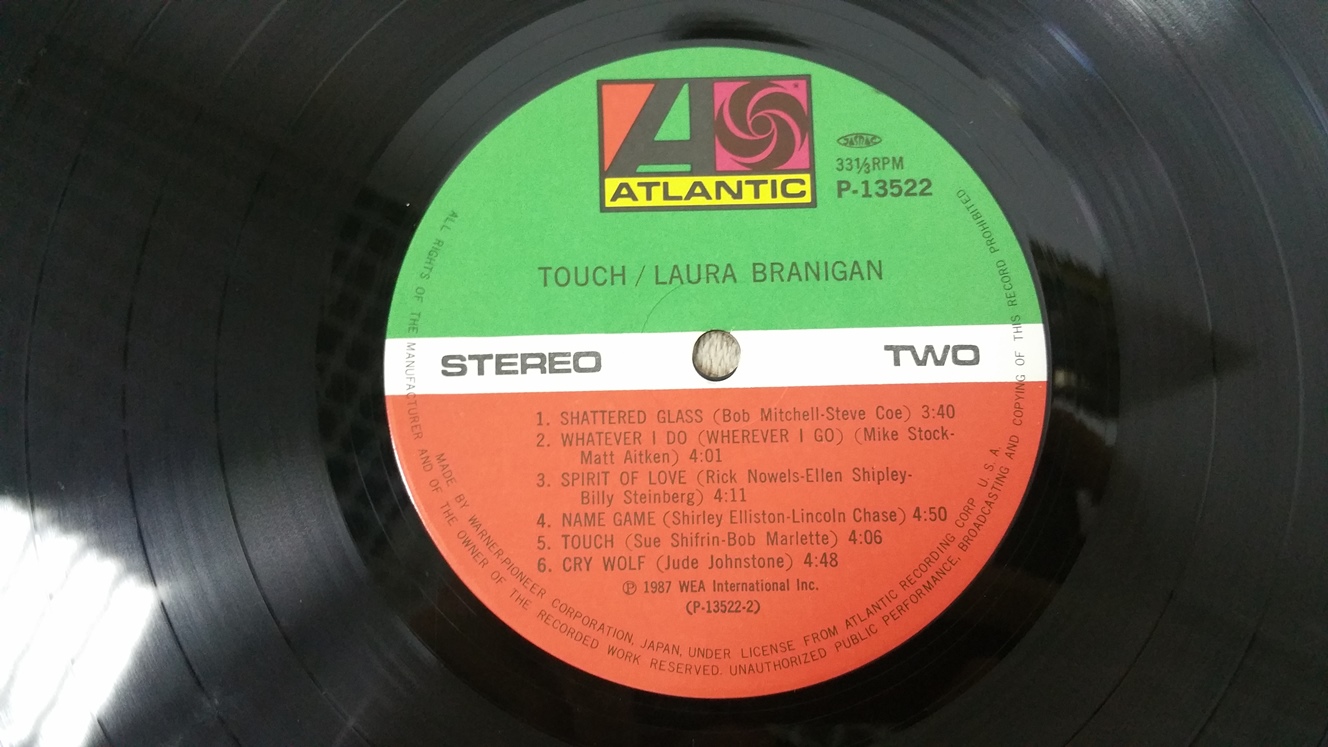 ATLANTIC
JASRAC
33⅓RPM
P-13522
TOUCH / LAURA BRANIGAN
STEREO
TWO
1. SHATTERED GLASS (Bob Mitchell-Steve Coe) 3:40
2. WHATEVER I DO (WHEREVER I GO) (Mike Stock-
Matt Aitken) 4:01
3. SPIRIT OF LOVE (Rick Nowels-Ellen Shipley-
Billy Steinberg) 4:11
4. NAME GAME (Shirley Elliston-Lincoln Chase) 4:50
5. TOUCH (Sue Shifrin-Bob Marlette) 4:06
6. CRY WOLF (Jude Johnstone) 4:48
℗ 1987 WEA International Inc.
(P-13522-2)
MADE BY WARNER-PIONEER CORPORATION, JAPAN, UNDER LICENSE FROM ATLANTIC RECORDING CORP. U. S. A.
ALL RIGHTS OF THE MANUFACTURER AND OF THE OWNER OF THE RECORDED WORK RESERVED. UNAUTHORIZED PUBLIC PERFORMANCE, BROADCASTING AND COPYING OF THIS RECORD PROHIBITED